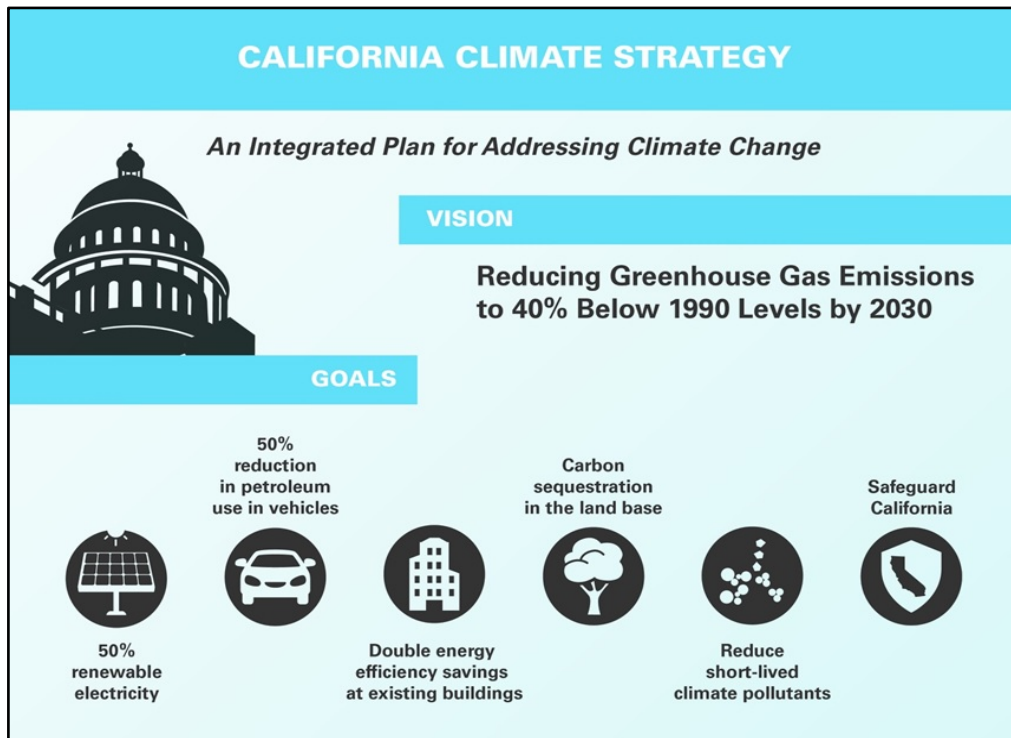 CALIFORNIA CLIMATE STRATEGY
An Integrated Plan for Addressing Climate Change
VISION
Reducing Greenhouse Gas Emissions
to 40% Below 1990 Levels by 2030
GOALS
50%
renewable
electricity
50%
reduction
in petroleum
use in vehicles
Double energy
efficiency savings
at existing buildings
Carbon
sequestration
in the land base
Reduce
short-lived
climate pollutants
Safeguard
California